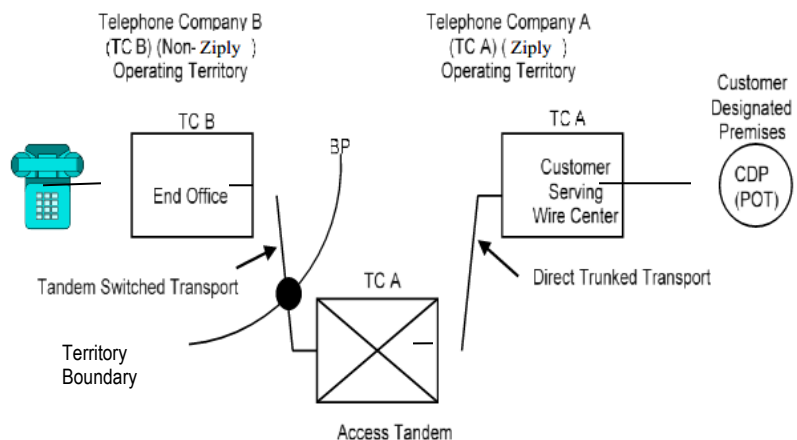 Telephone Company B
(TC B) (Non- Ziply )
Operating Territory
Telephone Company A
(TC A) ( Ziply )
Operating Territory
Customer
Designated
Premises
TC B
BP
TC A
End Office
Customer
Serving
Wire Center
CDP
(POT)
Tandem Switched Transport
TC A
Direct Trunked Transport
Territory
Boundary
Access Tandem